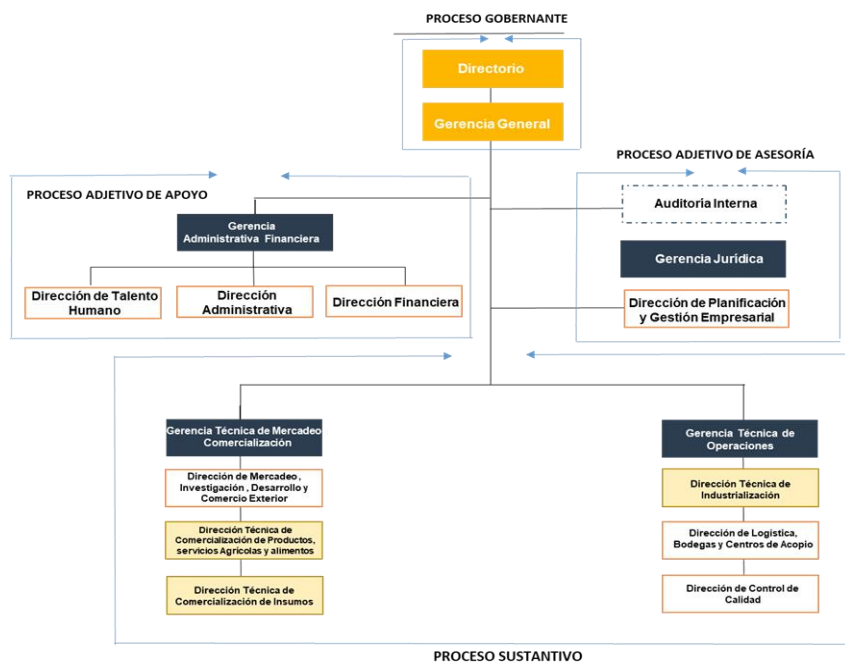 PROCESO GOBERNANTE
Directorio
Gerencia General
PROCESO ADJETIVO DE ASESORÍA
Auditoría Interna
Gerencia Jurídica
Dirección de Planificación
y Gestión Empresarial
PROCESO ADJETIVO DE APOYO
Gerencia
Administrativa Financiera
Dirección de Talento
Humano
Dirección
Administrativa
Dirección Financiera
Gerencia Técnica de Mercadeo
Comercialización
Dirección de Mercadeo ,
Investigación , Desarrollo y
Comercio Exterior
Dirección Técnica de
Comercialización de Productos,
servicios Agrícolas y alimentos
Dirección Técnica de
Comercialización de Insumos
Gerencia Técnica de
Operaciones
Dirección Técnica de
Industrialización
Dirección de Logística,
Bodegas y Centros de Acopio
Dirección de Control de
Calidad
PROCESO SUSTANTIVO